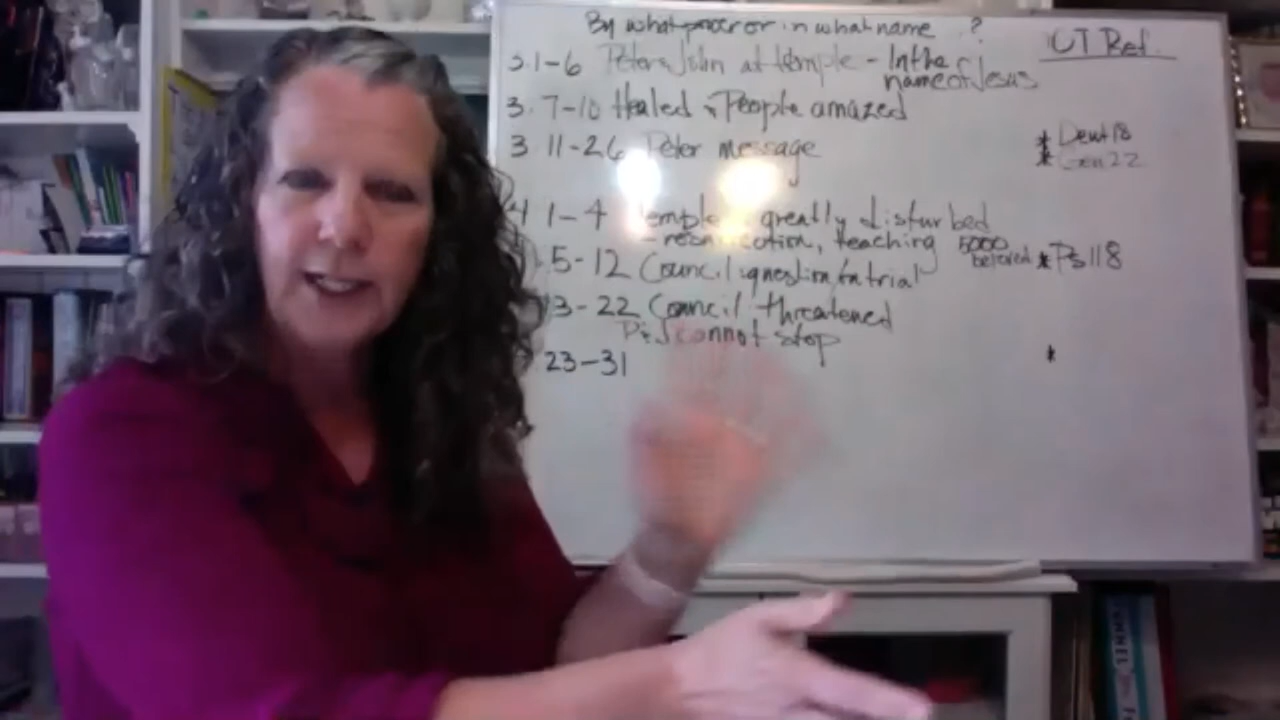 By what power or in what name ?
OT Ref.
3 1-6 Peter & John at temple - In the
name of Jesus
3 7-10 Healed & People amazed
3 11-26 Peter message
* Deut 18
* Gen 22
4 1-4 greatly disturbed
teaching 5000
believed * Ps 118
5-12 Council question on trial
13-22 Council threatened
P & J cannot stop
23-31 *